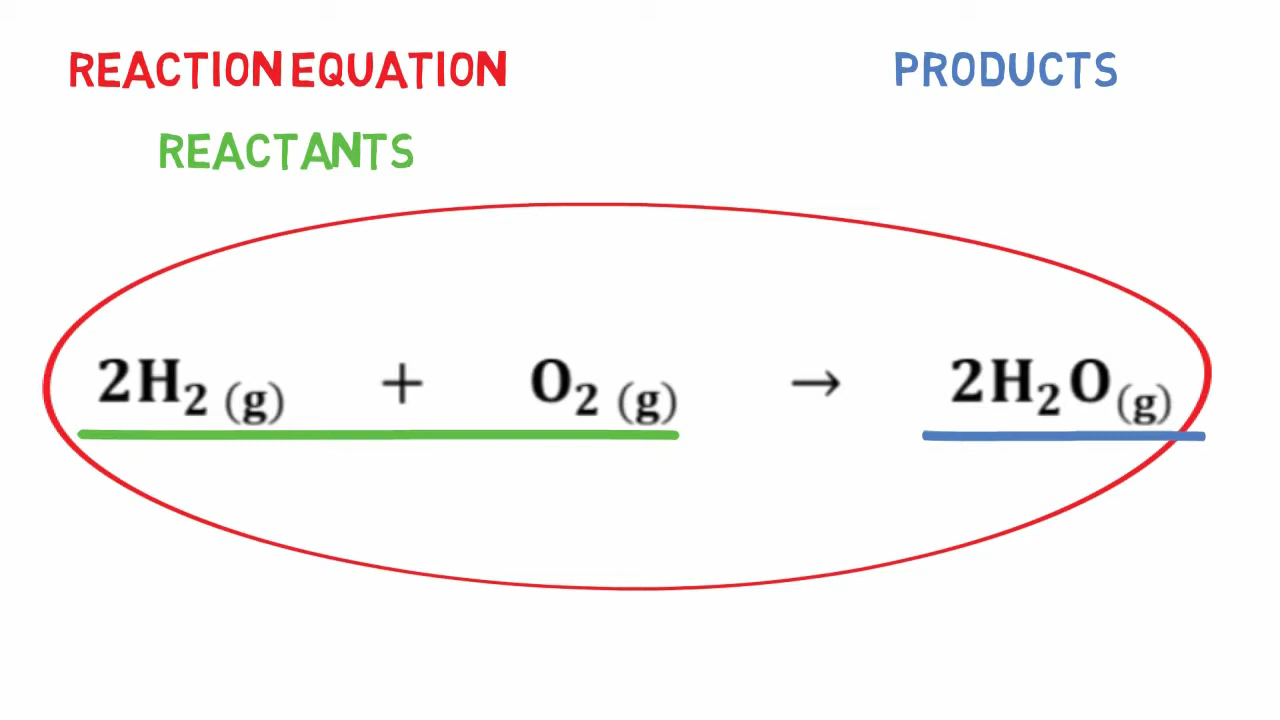 REACTION EQUATION
PRODUCTS
REACTANTS
2H₂ (g) + O₂ (g) → 2H₂O(g)